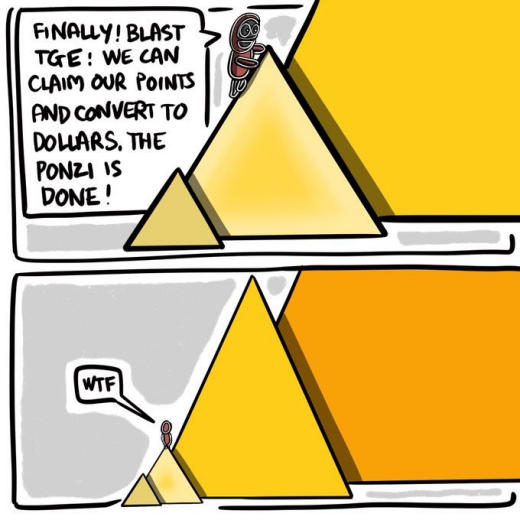 FINALLY! BLAST
TGE! WE CAN
CLAIM OUR POINTS
AND CONVERT TO
DOLLARS. THE
PONZI IS
DONE!
WTF